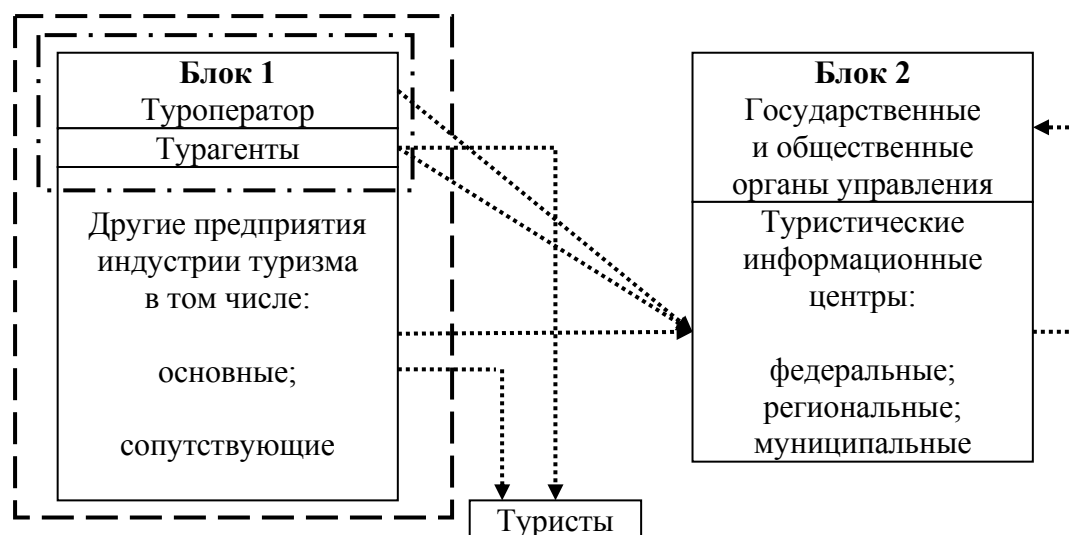 Блок 1
Туроператор
Турагенты
Другие предприятия
индустрии туризма
в том числе:
основные;
сопутствующие
Блок 2
Государственные
и общественные
органы управления
Туристические
информационные
центры:
федеральные;
региональные;
муниципальные
Туристы